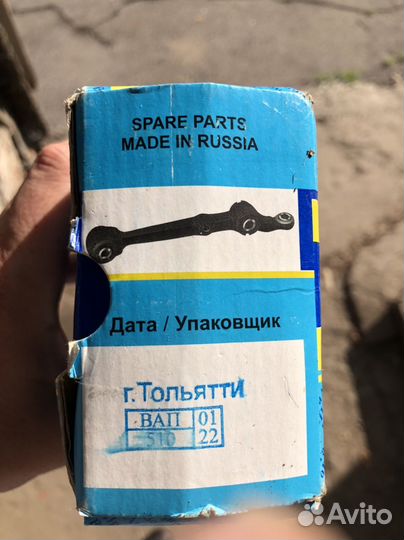 SPARE PARTS
MADE IN RUSSIA
Дата / Упаковщик
г. Тольятти
ВАП 01
510 22
Avito